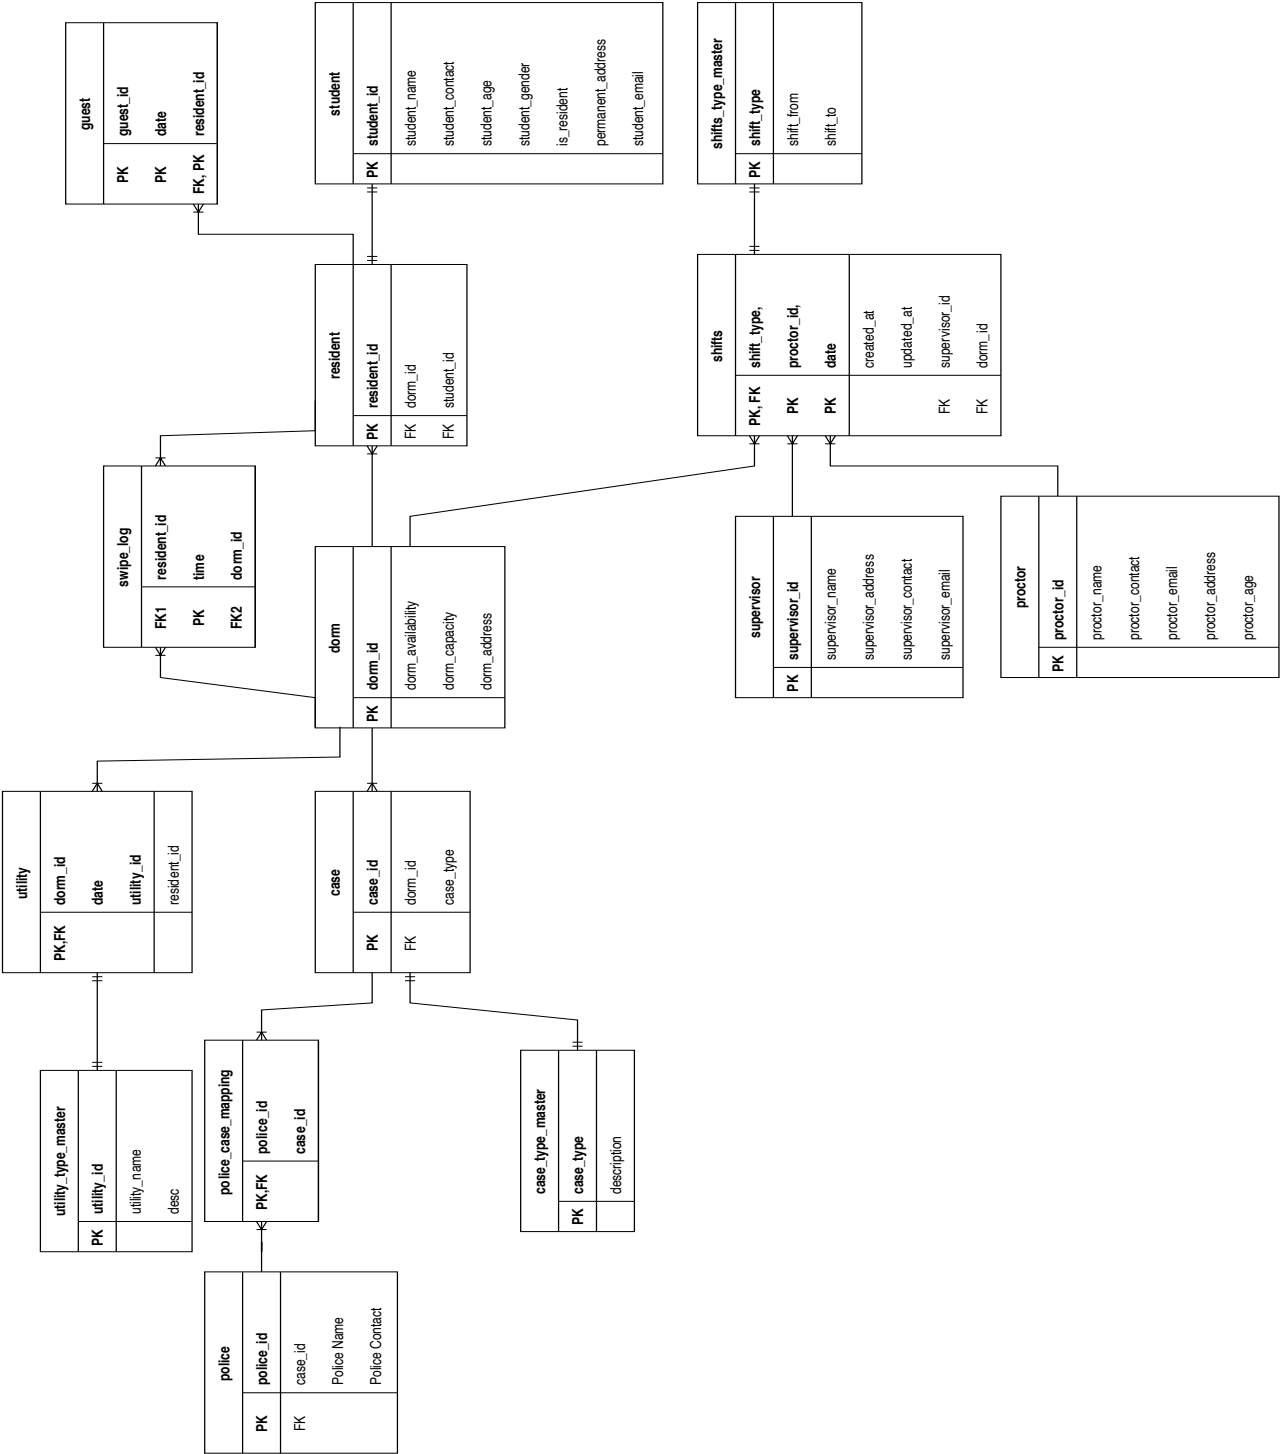 utility
PK,FK dorm_id
date
utility_id
resident_id
utility_type_master
PK utility_id
utility_name
desc
guest
PK guest_id
PK date
FK, PK resident_id
swipe_log
FK1 resident_id
PK time
FK2 dorm_id
police
PK police_id
FK case_id
Police Name
Police Contact
police_case_mapping
PK,FK police_id
case_id
case
PK case_id
FK dorm_id
case_type
dorm
PK dorm_id
dorm_availability
dorm_capacity
dorm_address
resident
PK resident_id
FK dorm_id
FK student_id
student
PK student_id
student_name
student_contact
student_age
student_gender
is_resident
permanent_address
student_email
case_type_master
PK case_type
description
shifts
PK, FK shift_type,
PK proctor_id,
PK date
created_at
updated_at
FK supervisor_id
FK dorm_id
shifts_type_master
PK shift_type
shift_from
shift_to
supervisor
PK supervisor_id
supervisor_name
supervisor_address
supervisor_contact
supervisor_email
proctor
PK proctor_id
proctor_name
proctor_contact
proctor_email
proctor_address
proctor_age